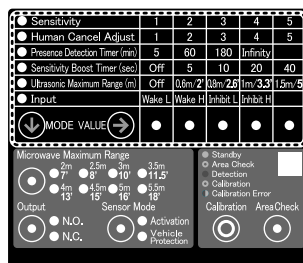 Sensitivity 1 2 3 4 5
Human Cancel Adjust 1 2 3 4 5
Presence Detection Timer (min) 5 60 180 Infinity
Sensitivity Boost Timer (sec) Off 5 10 20 40
Ultrasonic Maximum Range (m) Off 0.6m/2' 0.8m/2.6' 1m/3.3' 1.5m/5
Input Wake L Wake H Inhibit L Inhibit H
MODE VALUE
Microwave Maximum Range
2m 2.5m 3m 3.5m
7' 8' 10' 11.5'
4m 4.5m 5m 5.5m
13' 15' 16' 18'
Output Sensor Mode
N.O. Activation
N.C. Vehicle Protection
Standby
Area Check
Detection
Calibration
Calibration Error
Calibration Area Check